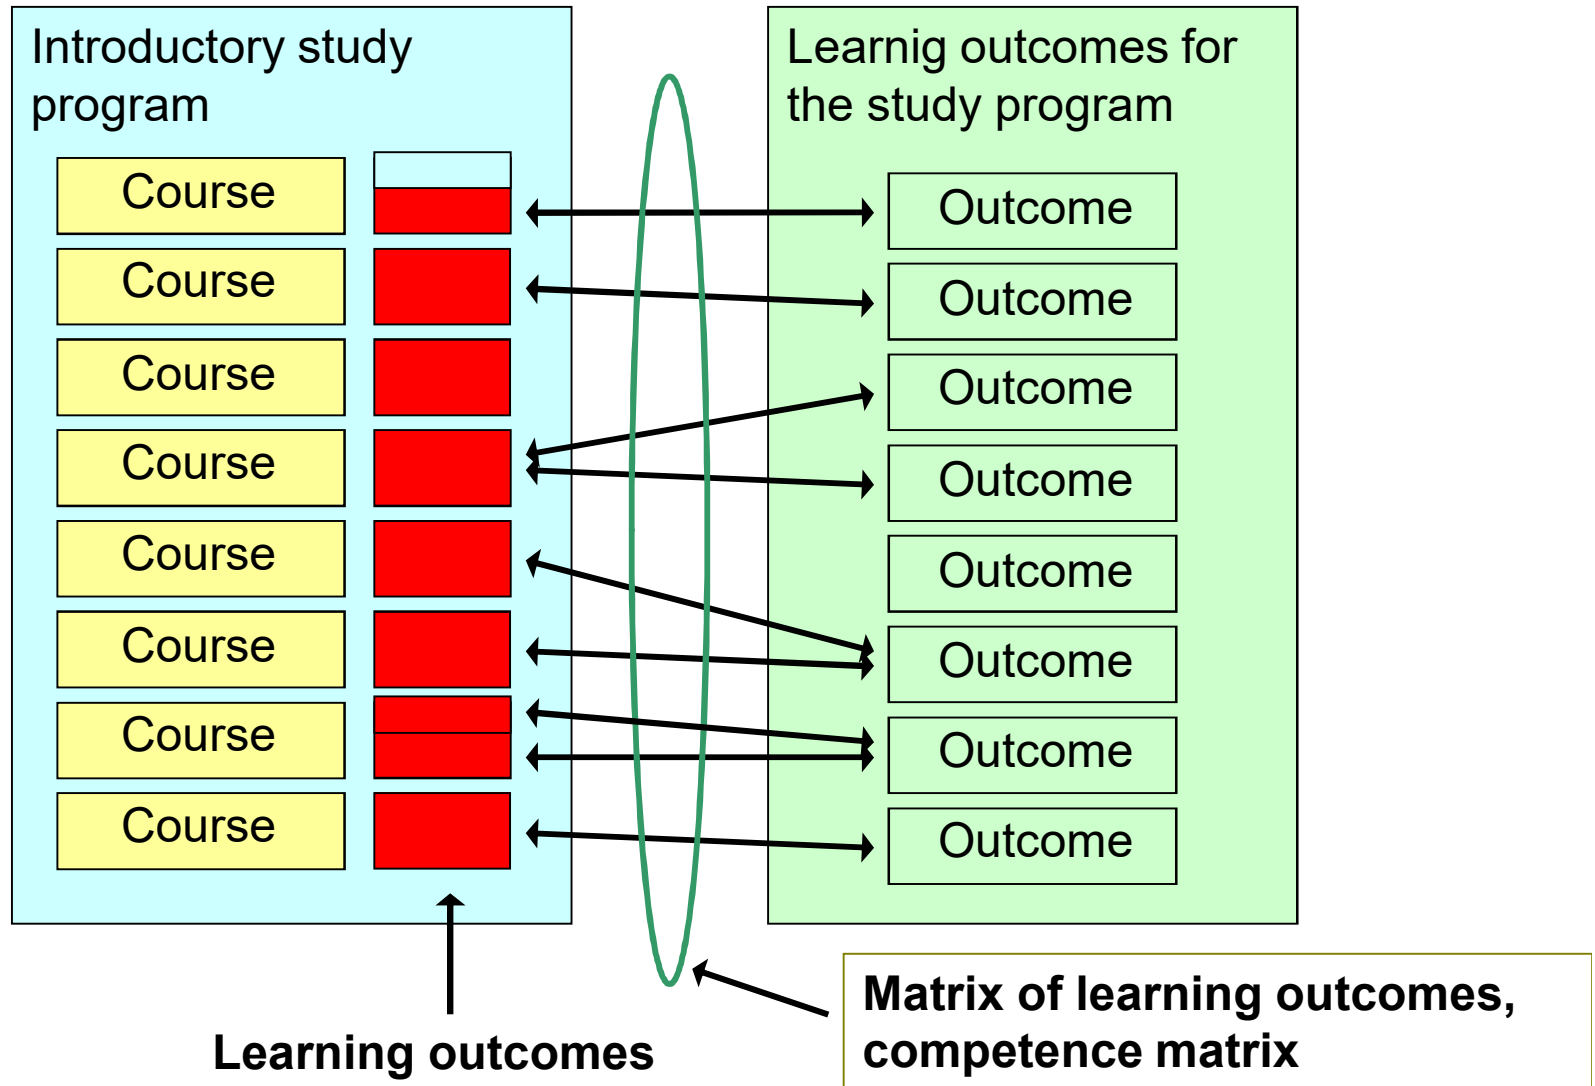 Introductory study
program
Course
Course
Course
Course
Course
Course
Course
Course
Learnig outcomes for
the study program
Outcome
Outcome
Outcome
Outcome
Outcome
Outcome
Outcome
Outcome
Learning outcomes
Matrix of learning outcomes,
competence matrix